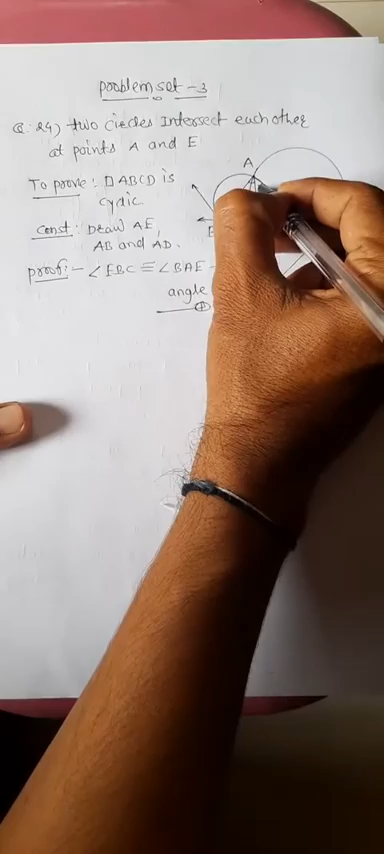 problem set - 3
Q. 24) two circles Intersect each other
at points A and E
To prove : □ ABCD is
cyclic
const :- Draw AE,
AB and AD.
proof:- ∠EBC ≅ ∠BAE -
angle
①
A